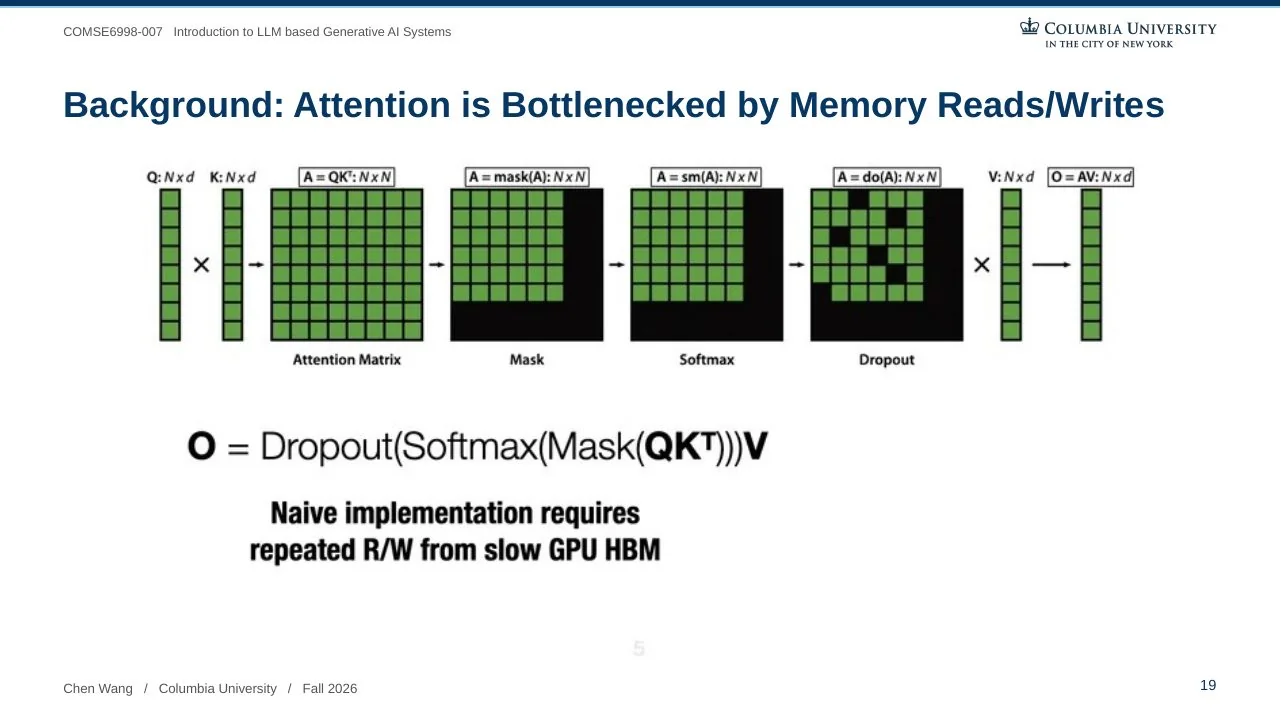 COMSE6998-007 Introduction to LLM based Generative AI Systems
COLUMBIA UNIVERSITY
IN THE CITY OF NEW YORK
Background: Attention is Bottlenecked by Memory Reads/Writes
Q: N x d K: N x d A = QKᵀ: N x N A = mask(A): N x N A = sm(A): N x N A = do(A): N x N V: N x d O = AV: N x d
× ×
Attention Matrix Mask Softmax Dropout
O = Dropout(Softmax(Mask(QKᵀ)))V
Naive implementation requires
repeated R/W from slow GPU HBM
5
Chen Wang / Columbia University / Fall 2026 19